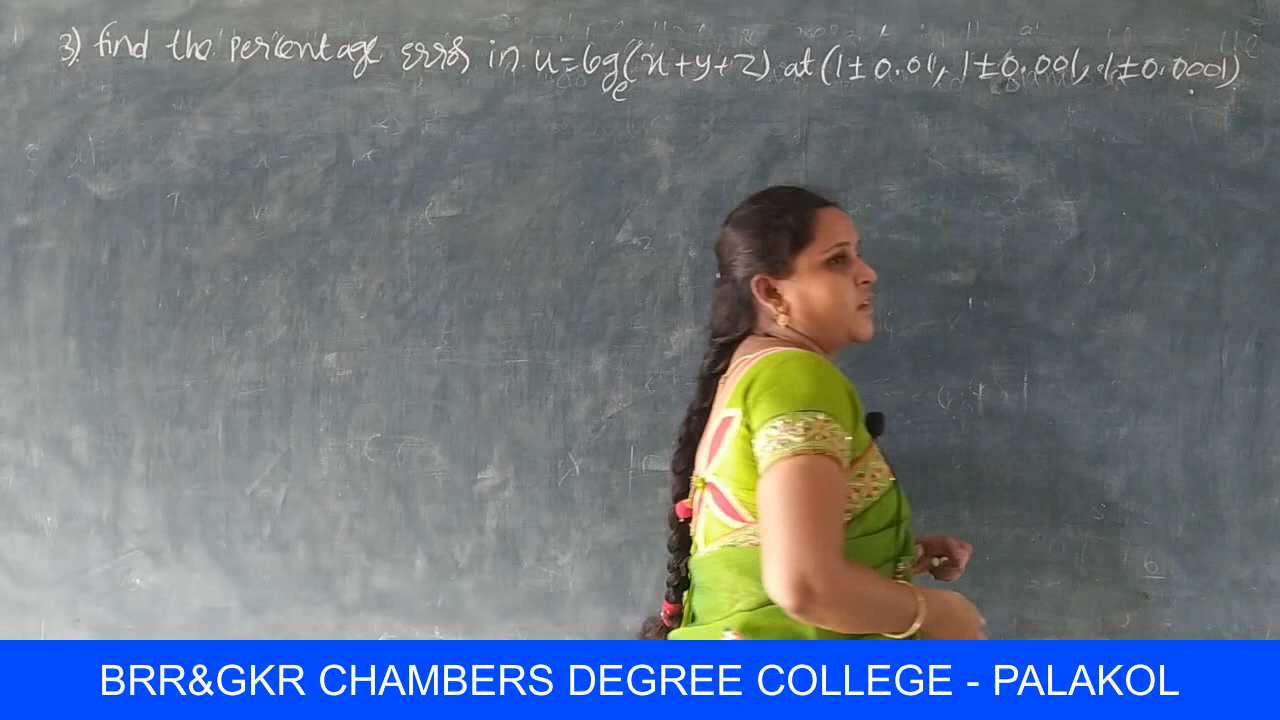 3) find the percentage error in u=log_e(x+y+z) at (1±0.01, 1±0.001, 1±0.0001)
BRR&GKR CHAMBERS DEGREE COLLEGE - PALAKOL